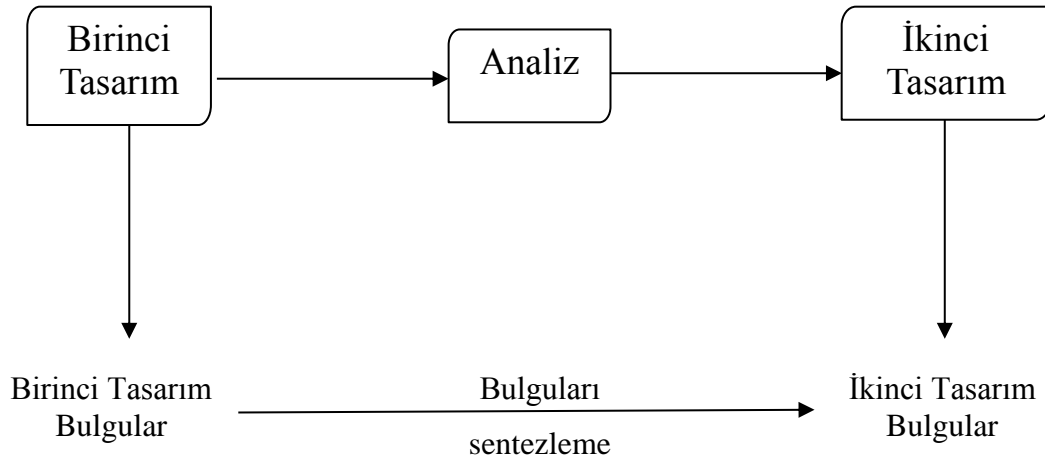 Birinci
Tasarım
Analiz
İkinci
Tasarım
Birinci Tasarım
Bulgular
Bulguları
sentezleme
İkinci Tasarım
Bulgular